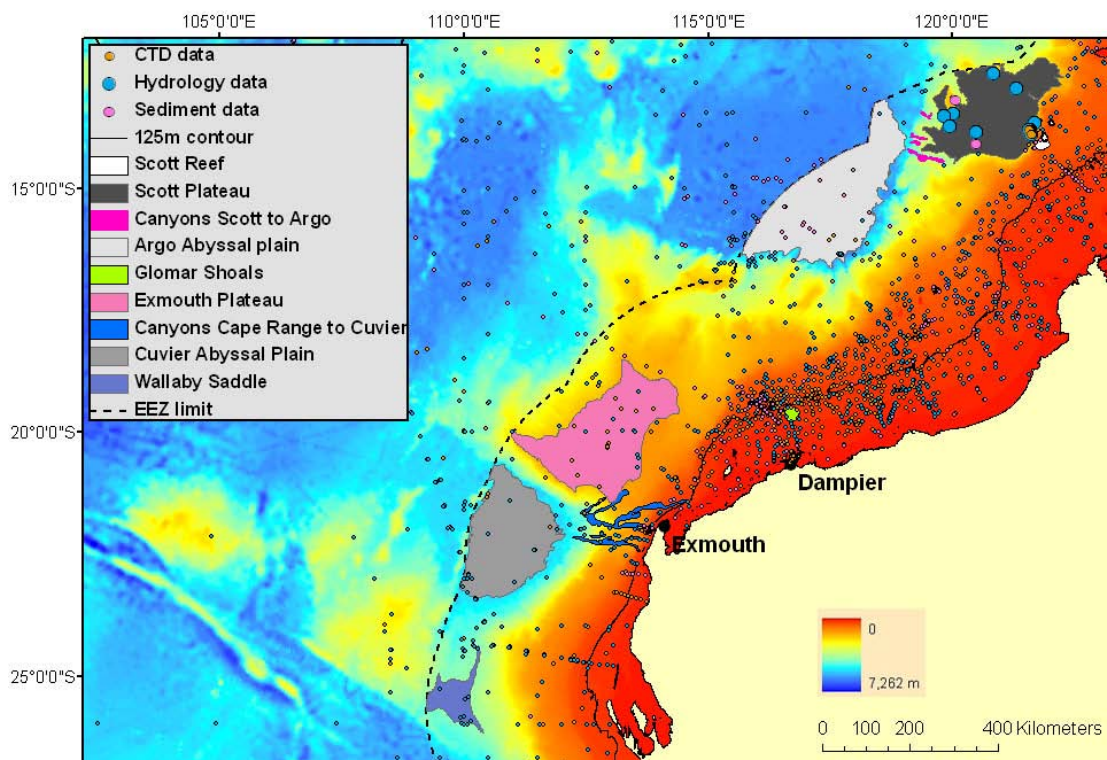 105°0'0"E
110°0'0"E
115°0'0"E
120°0'0"E
CTD data
Hydrology data
Sediment data
125m contour
Scott Reef
Scott Plateau
Canyons Scott to Argo
Argo Abyssal plain
Glomar Shoals
Exmouth Plateau
Canyons Cape Range to Cuvier
Cuvier Abyssal Plain
Wallaby Saddle
EEZ limit
15°0'0"S
20°0'0"S
25°0'0"S
Dampier
Exmouth
0
7,262 m
0 100 200 400 Kilometers